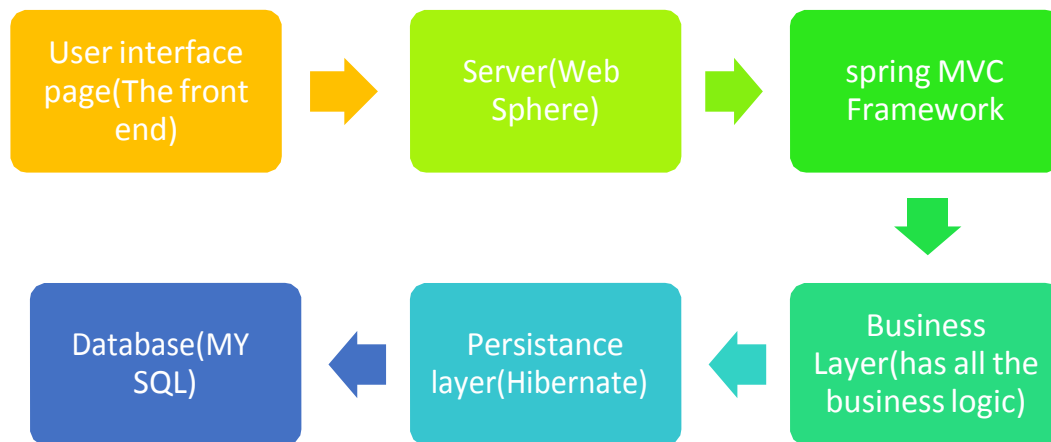 User interface
page(The front
end)
Server(Web
Sphere)
spring MVC
Framework
Business
Layer(has all the
business logic)
Persistance
layer(Hibernate)
Database(MY
SQL)